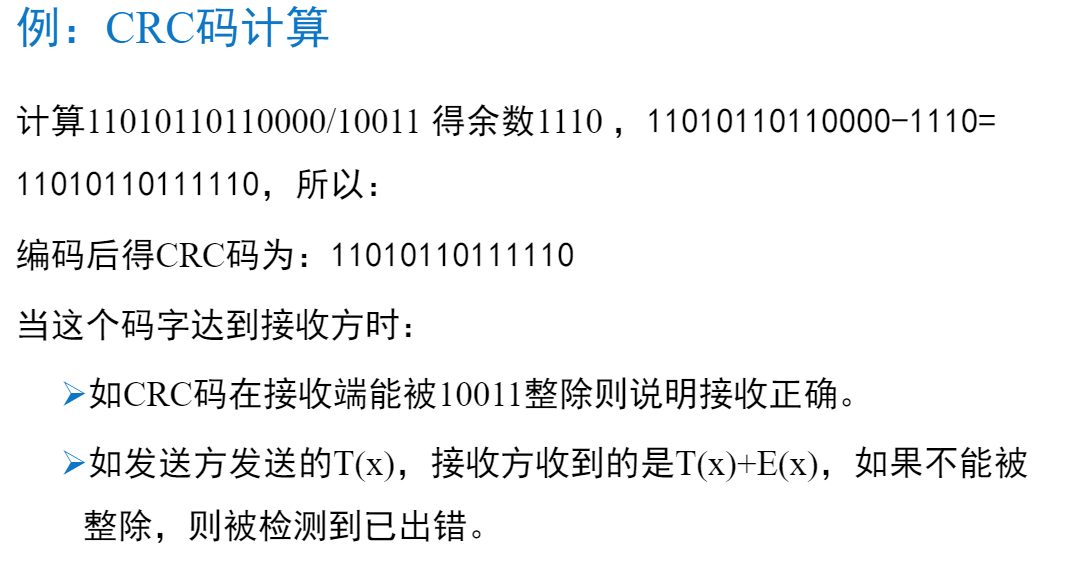 例：CRC码计算
计算11010110110000/10011 得余数1110 ，11010110110000-1110=
11010110111110，所以：
编码后得CRC码为：11010110111110
当这个码字达到接收方时：
➢如CRC码在接收端能被10011整除则说明接收正确。
➢如发送方发送的T(x)，接收方收到的是T(x)+E(x)，如果不能被
整除，则被检测到已出错。